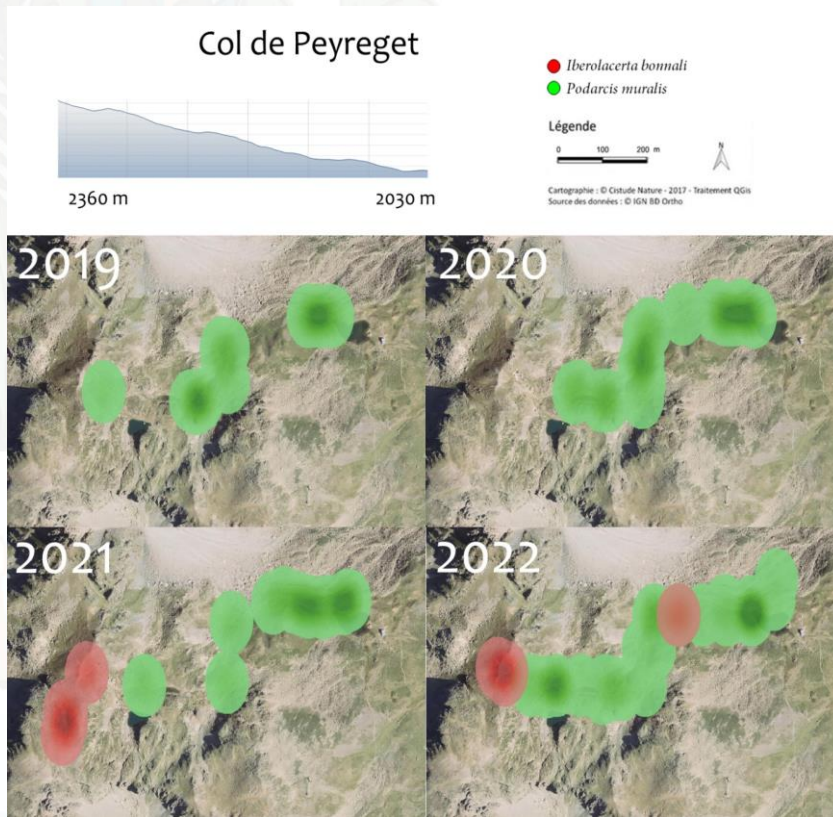 Col de Peyreget
2360 m
2030 m
Iberolacerta bonnali
Podarcis muralis
Légende
0 100 200 m
N
Cartographie : © Cistude Nature - 2017 - Traitement QGis
Source des données : © IGN BD Ortho
2019
2020
2021
2022